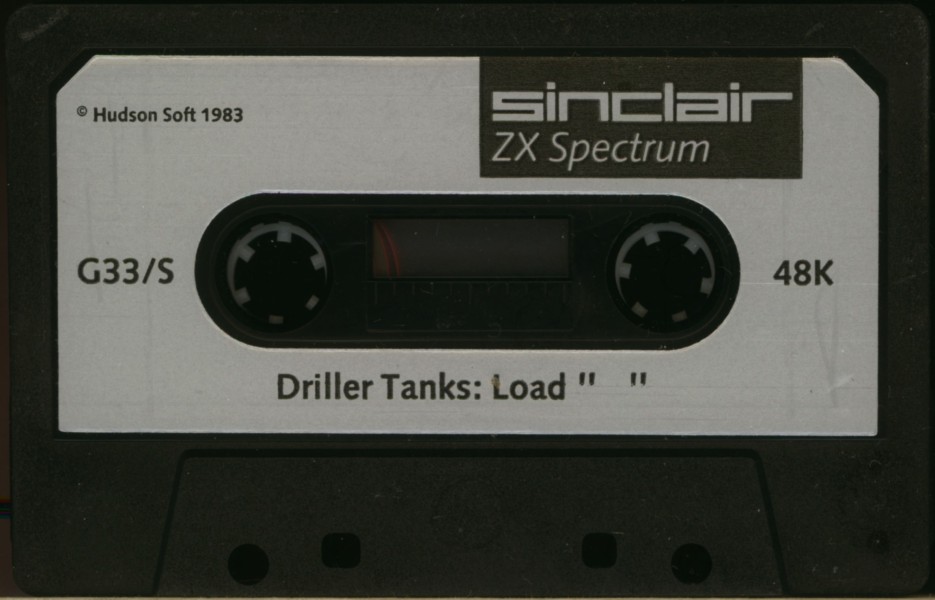 © Hudson Soft 1983
sinclair
ZX Spectrum
G33/S
48K
Driller Tanks: Load "   "